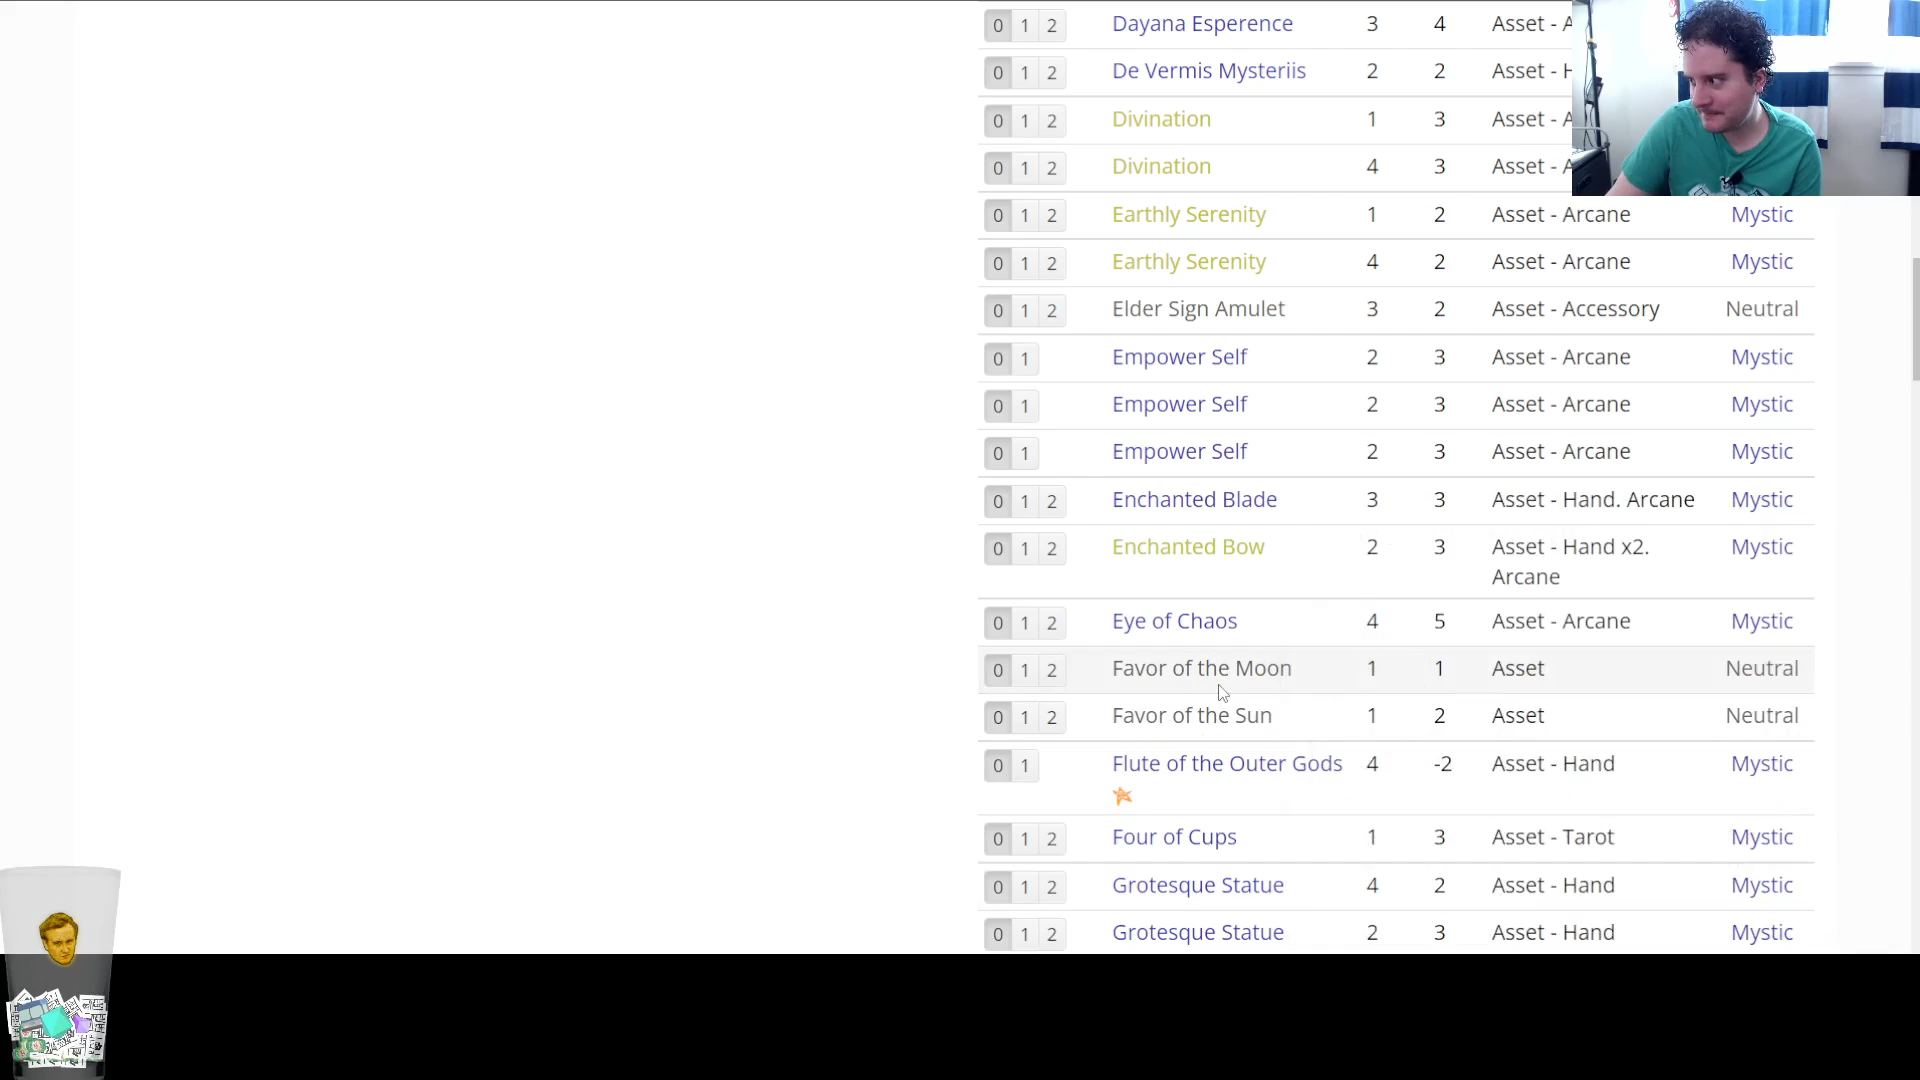 0 1 2 Dayana Esperence 3 4 Asset - A
0 1 2 De Vermis Mysteriis 2 2 Asset - H
0 1 2 Divination 1 3 Asset - A
0 1 2 Divination 4 3 Asset - A
0 1 2 Earthly Serenity 1 2 Asset - Arcane Mystic
0 1 2 Earthly Serenity 4 2 Asset - Arcane Mystic
0 1 2 Elder Sign Amulet 3 2 Asset - Accessory Neutral
0 1 Empower Self 2 3 Asset - Arcane Mystic
0 1 Empower Self 2 3 Asset - Arcane Mystic
0 1 Empower Self 2 3 Asset - Arcane Mystic
0 1 2 Enchanted Blade 3 3 Asset - Hand. Arcane Mystic
0 1 2 Enchanted Bow 2 3 Asset - Hand x2. Mystic
Arcane
0 1 2 Eye of Chaos 4 5 Asset - Arcane Mystic
0 1 2 Favor of the Moon 1 1 Asset Neutral
0 1 2 Favor of the Sun 1 2 Asset Neutral
0 1 Flute of the Outer Gods 4 -2 Asset - Hand Mystic
0 1 2 Four of Cups 1 3 Asset - Tarot Mystic
0 1 2 Grotesque Statue 4 2 Asset - Hand Mystic
0 1 2 Grotesque Statue 2 3 Asset - Hand Mystic